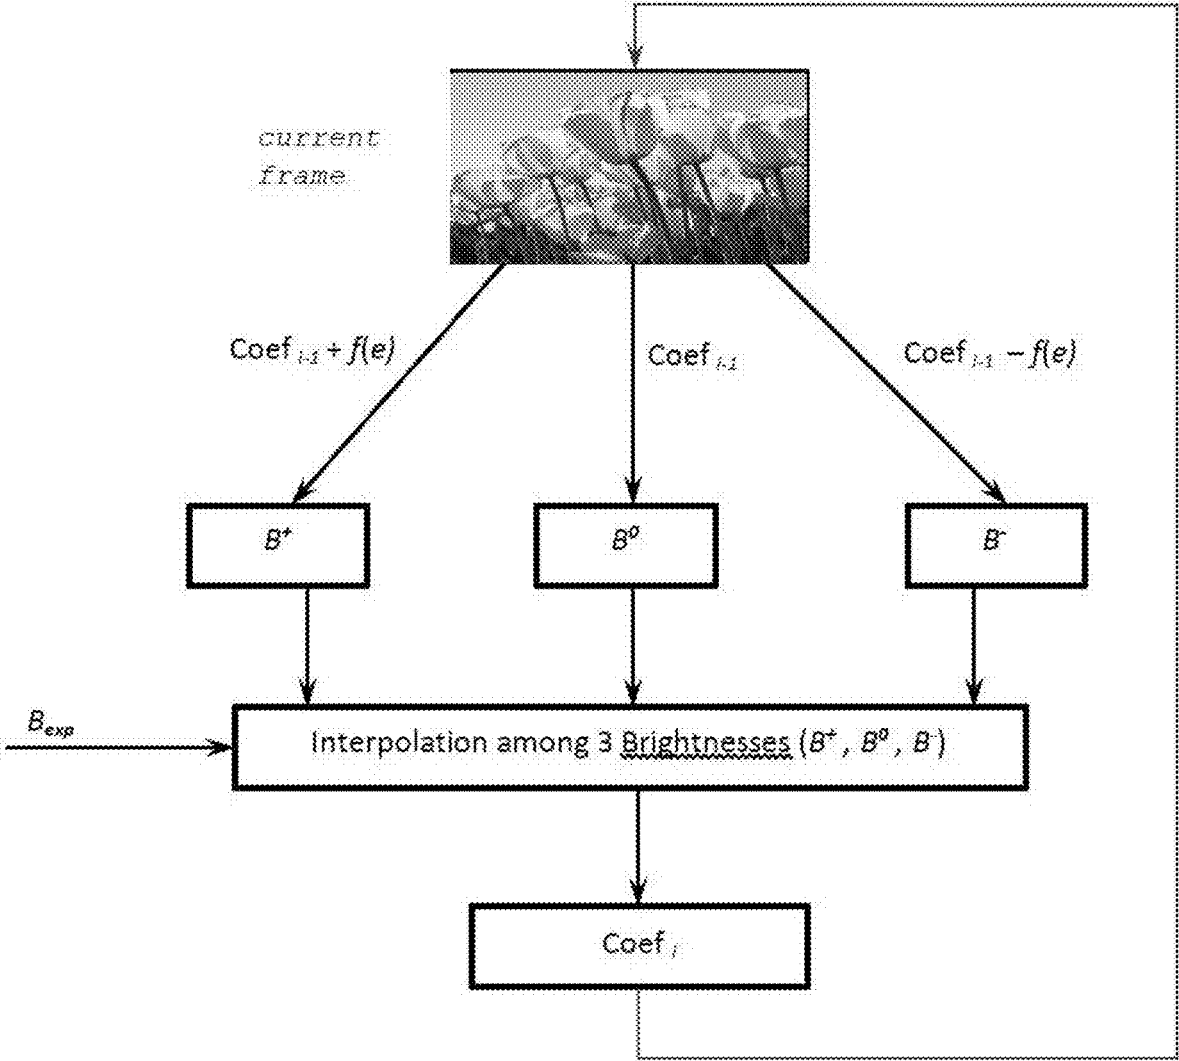 current
frame
Coef i-1 + f(e)
Coef i-1
Coef i-1 – f(e)
B+
B0
B-
Bexp
Interpolation among 3 Brightnesses (B+, B0, B-)
Coef i